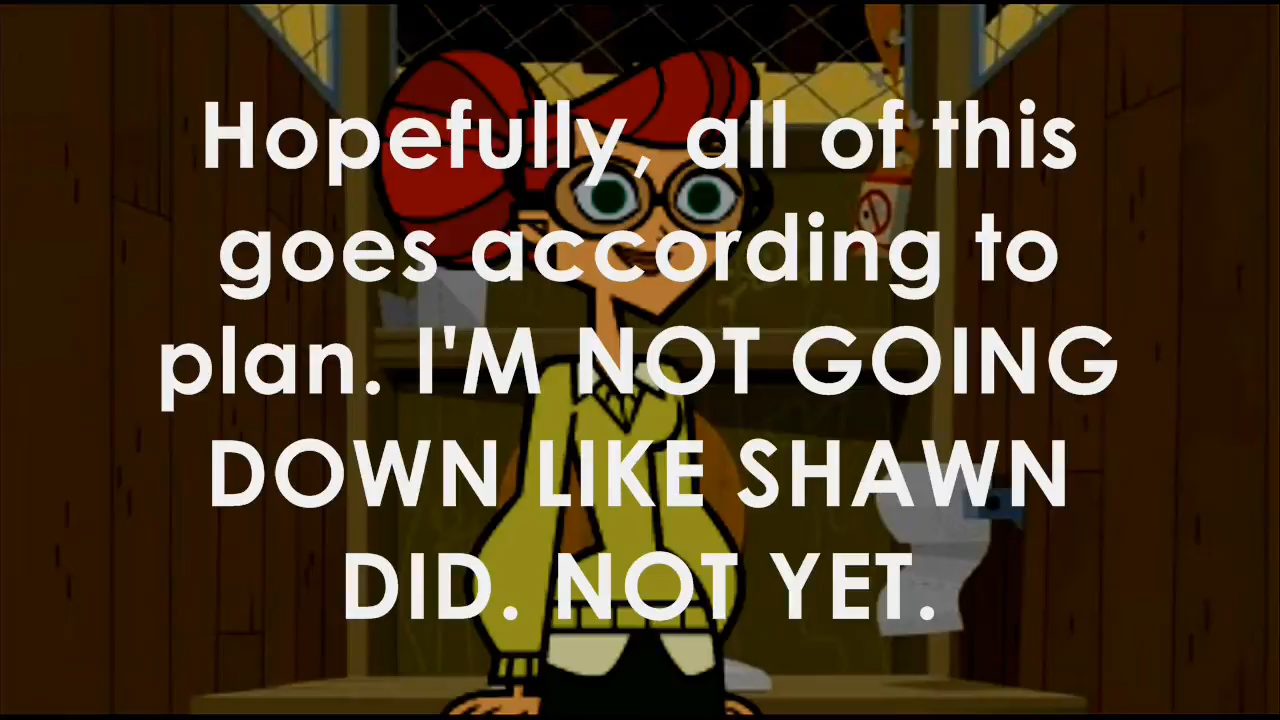 Hopefully, all of this
goes according to
plan. I'M NOT GOING
DOWN LIKE SHAWN
DID. NOT YET.